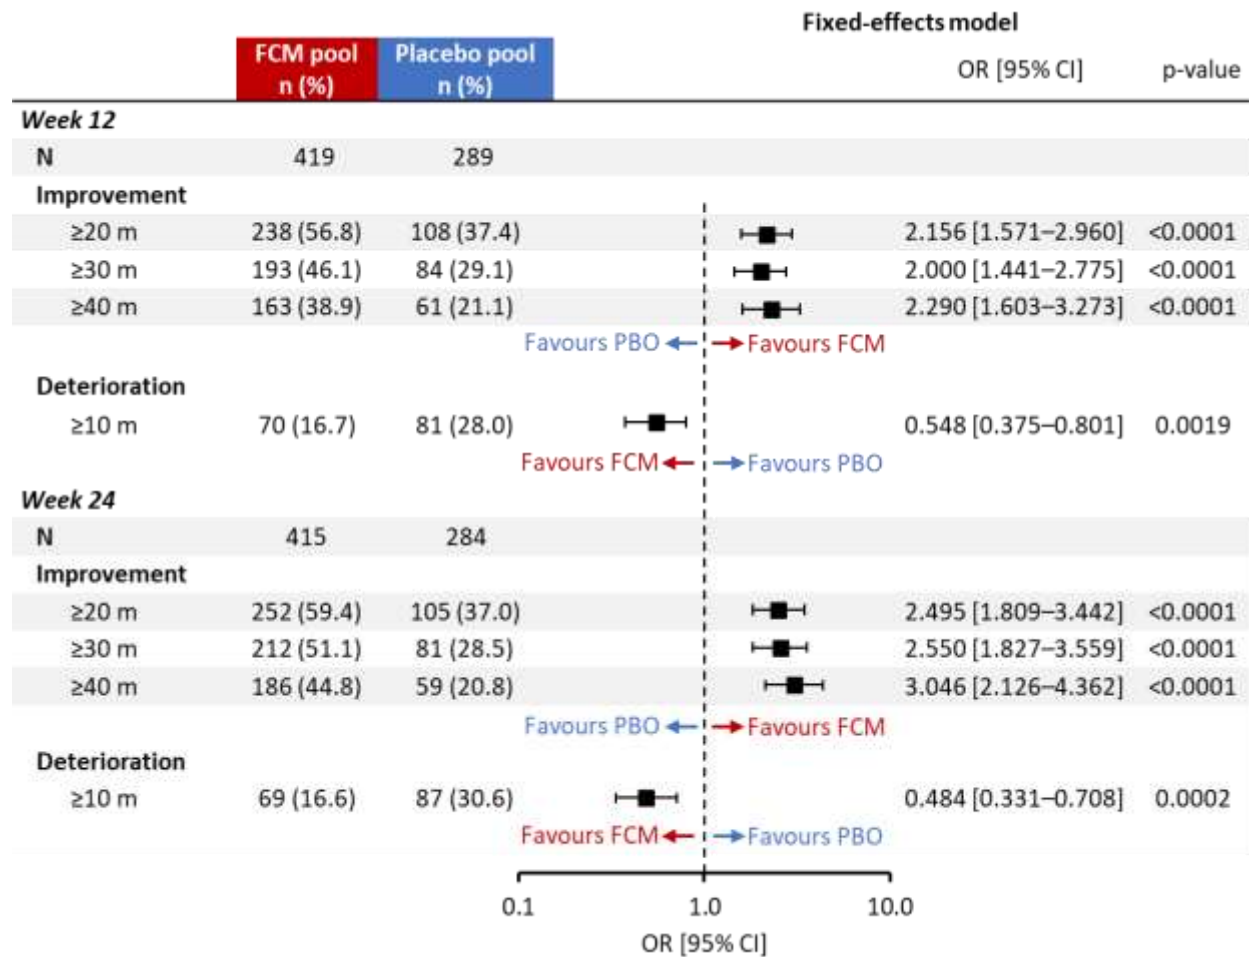 Fixed-effects model
FCM pool n (%) Placebo pool n (%) OR [95% CI] p-value
Week 12
N 419 289
Improvement
≥20 m 238 (56.8) 108 (37.4) 2.156 [1.571–2.960] <0.0001
≥30 m 193 (46.1) 84 (29.1) 2.000 [1.441–2.775] <0.0001
≥40 m 163 (38.9) 61 (21.1) 2.290 [1.603–3.273] <0.0001
Favours PBO Favours FCM
Deterioration
≥10 m 70 (16.7) 81 (28.0) 0.548 [0.375–0.801] 0.0019
Favours FCM Favours PBO
Week 24
N 415 284
Improvement
≥20 m 252 (59.4) 105 (37.0) 2.495 [1.809–3.442] <0.0001
≥30 m 212 (51.1) 81 (28.5) 2.550 [1.827–3.559] <0.0001
≥40 m 186 (44.8) 59 (20.8) 3.046 [2.126–4.362] <0.0001
Favours PBO Favours FCM
Deterioration
≥10 m 69 (16.6) 87 (30.6) 0.484 [0.331–0.708] 0.0002
Favours FCM Favours PBO
0.1 1.0 10.0
OR [95% CI]